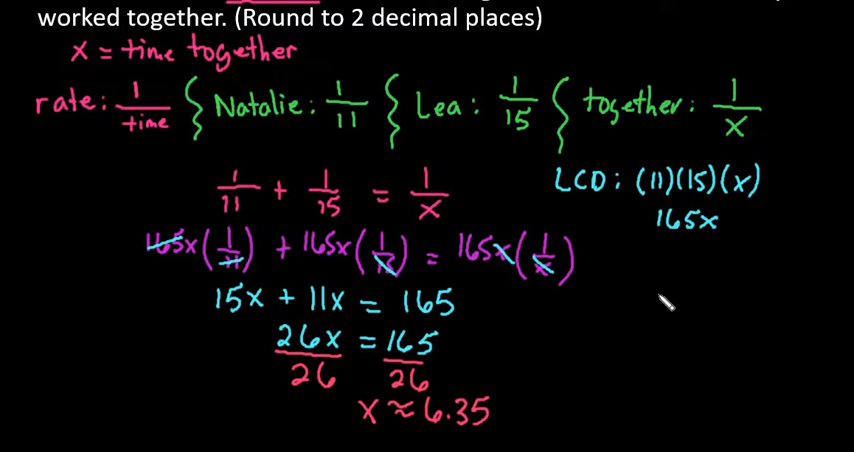 worked together. (Round to 2 decimal places)
x = time together
rate: 1/time { Natalie: 1/11 { Lea: 1/15 { together: 1/x
1/11 + 1/15 = 1/x
LCD: (11)(15)(x)
165x
165x(1/11) + 165x(1/15) = 165x(1/x)
15x + 11x = 165
26x = 165
26 26
x ≈ 6.35